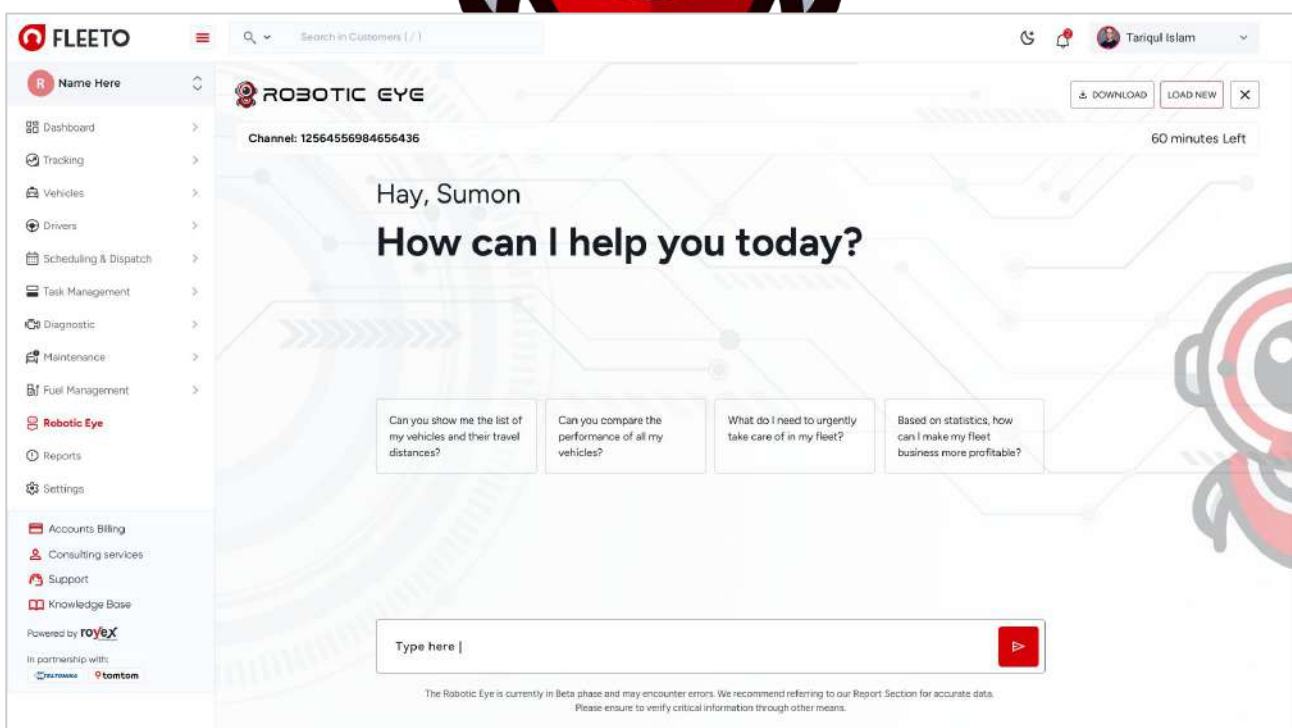 FLEETO
Search in Customers ( / )
Tariqul Islam
R Name Here
ROBOTIC EYE
DOWNLOAD
LOAD NEW
Channel: 12564556984656436
60 minutes Left
Dashboard
Tracking
Vehicles
Drivers
Scheduling & Dispatch
Task Management
Diagnostic
Maintenance
Fuel Management
Robotic Eye
Reports
Settings
Accounts Billing
Consulting services
Support
Knowledge Base
Powered by royex
In partnership with:
TELTONIKA tomtom
Hay, Sumon
How can I help you today?
Can you show me the list of
my vehicles and their travel
distances?
Can you compare the
performance of all my
vehicles?
What do I need to urgently
take care of in my fleet?
Based on statistics, how
can I make my fleet
business more profitable?
Type here |
The Robotic Eye is currently in Beta phase and may encounter errors. We recommend referring to our Report Section for accurate data.
Please ensure to verify critical information through other means.